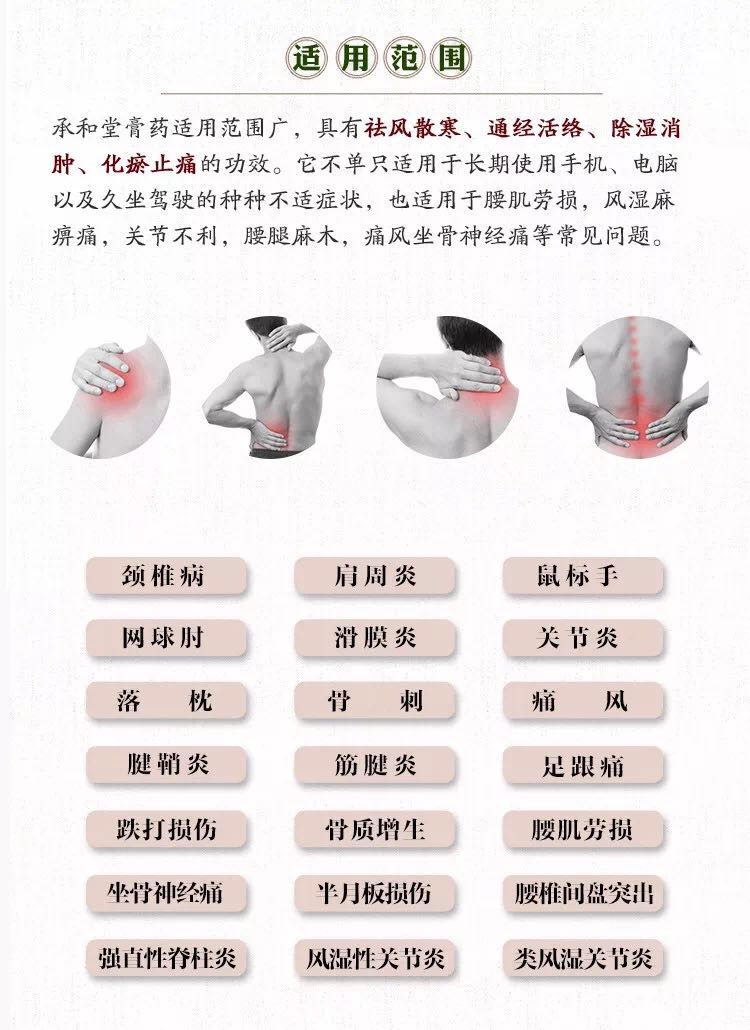 适用范围
承和堂膏药适用范围广，具有祛风散寒、通经活络、除湿消
肿、化瘀止痛的功效。它不单只适用于长期使用手机、电脑
以及久坐驾驶的种种不适症状，也适用于腰肌劳损，风湿麻
痹痛，关节不利，腰腿麻木，痛风坐骨神经痛等常见问题。
颈椎病 肩周炎 鼠标手
网球肘 滑膜炎 关节炎
落枕 骨刺 痛风
腱鞘炎 筋腱炎 足跟痛
跌打损伤 骨质增生 腰肌劳损
坐骨神经痛 半月板损伤 腰椎间盘突出
强直性脊柱炎 风湿性关节炎 类风湿关节炎